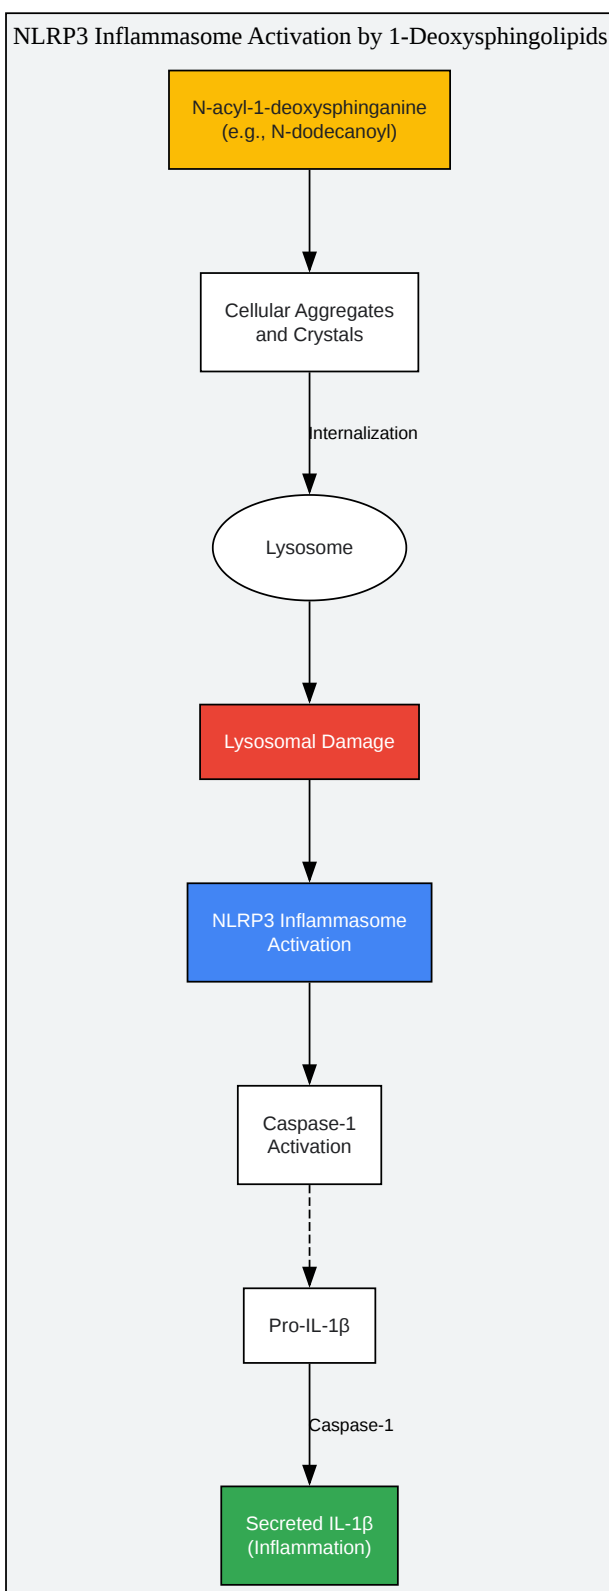 NLRP3 Inflammasome Activation by 1-Deoxysphingolipids
N-acyl-1-deoxysphinganine
(e.g., N-dodecanoyl)
Cellular Aggregates
and Crystals
Internalization
Lysosome
Lysosomal Damage
NLRP3 Inflammasome
Activation
Caspase-1
Activation
Pro-IL-1β
Caspase-1
Secreted IL-1β
(Inflammation)